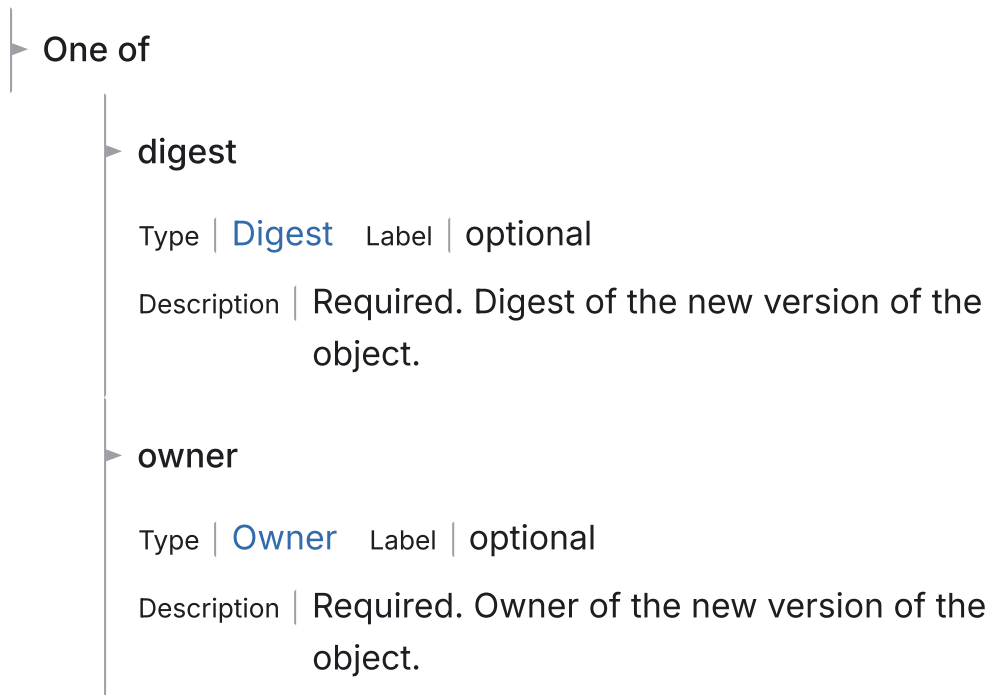 One of
digest
Type Digest Label optional
Description Required. Digest of the new version of the
object.
owner
Type Owner Label optional
Description Required. Owner of the new version of the
object.